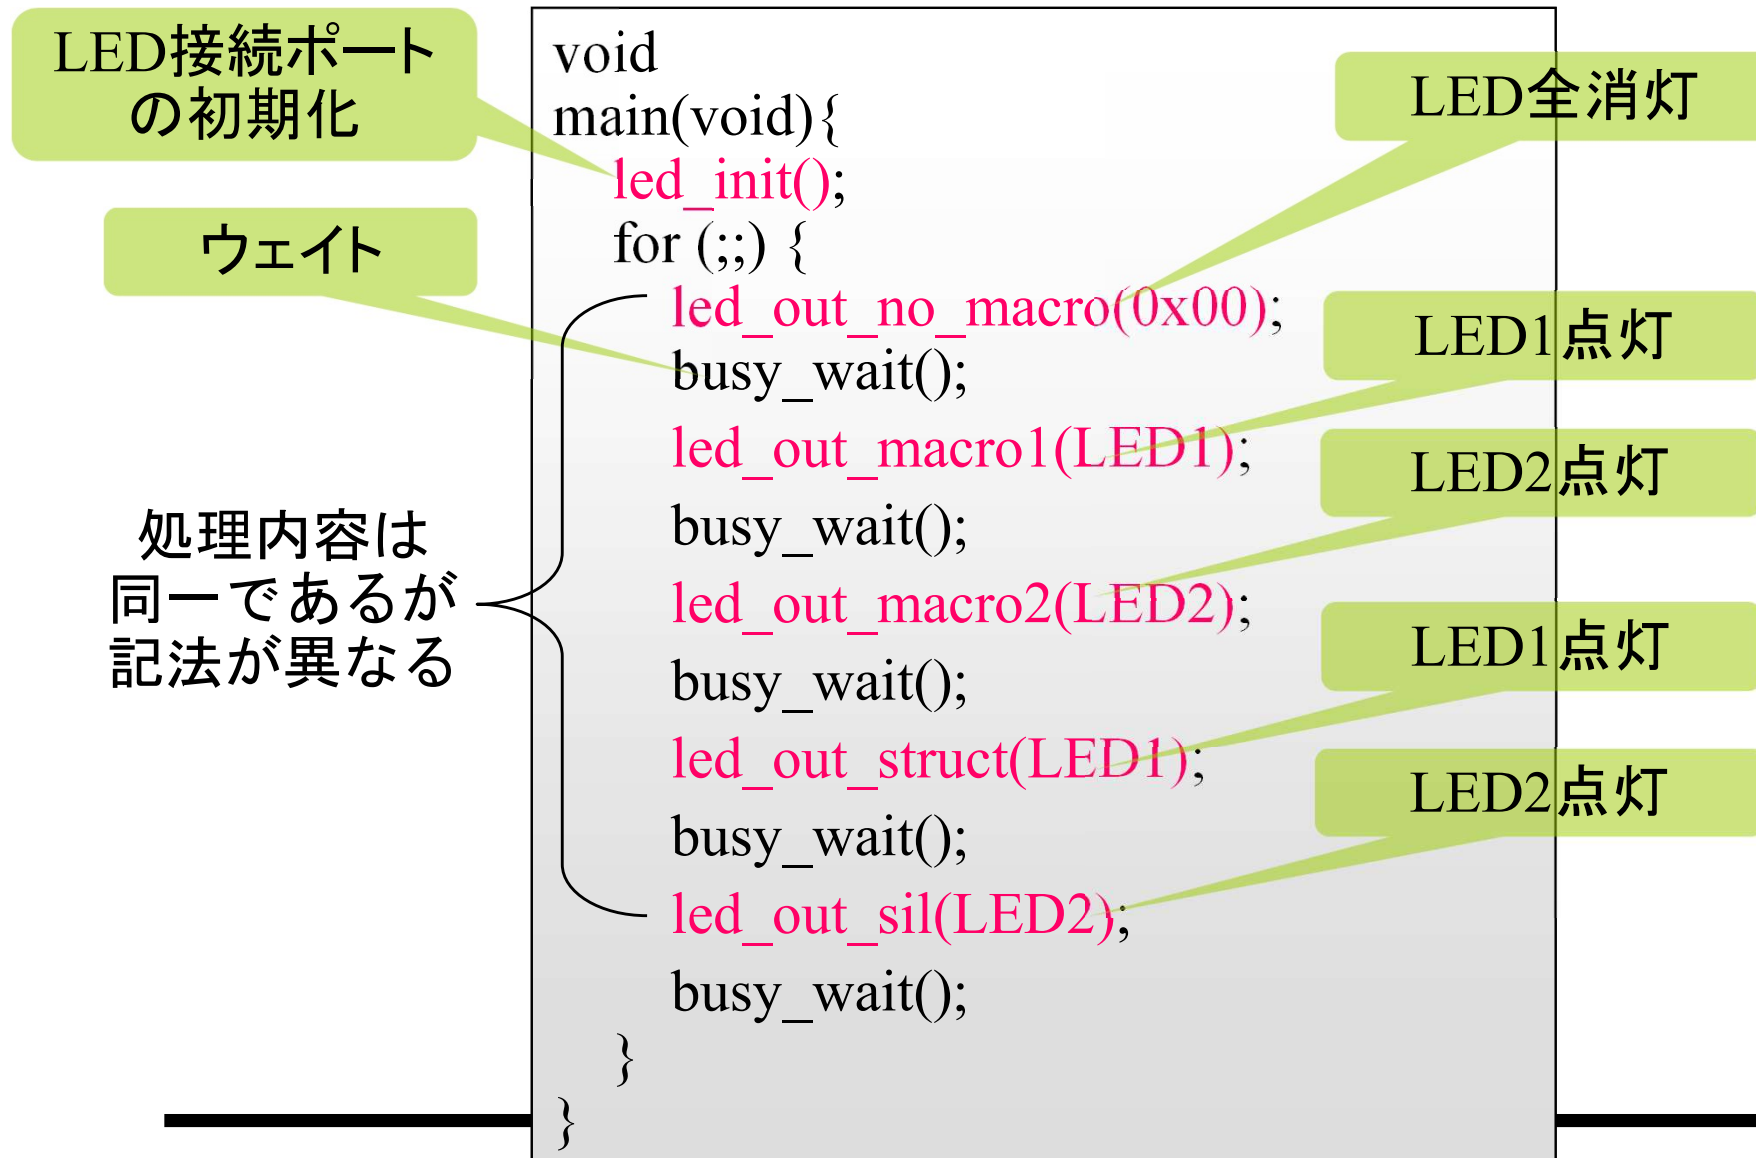 LED接続ポート
の初期化
ウェイト
処理内容は
同一であるが
記法が異なる
void
main(void){
led_init();
for (;;) {
led_out_no_macro(0x00);
busy_wait();
led_out_macro1(LED1);
busy_wait();
led_out_macro2(LED2);
busy_wait();
led_out_struct(LED1);
busy_wait();
led_out_sil(LED2);
busy_wait();
}
}
LED全消灯
LED1点灯
LED2点灯
LED1点灯
LED2点灯